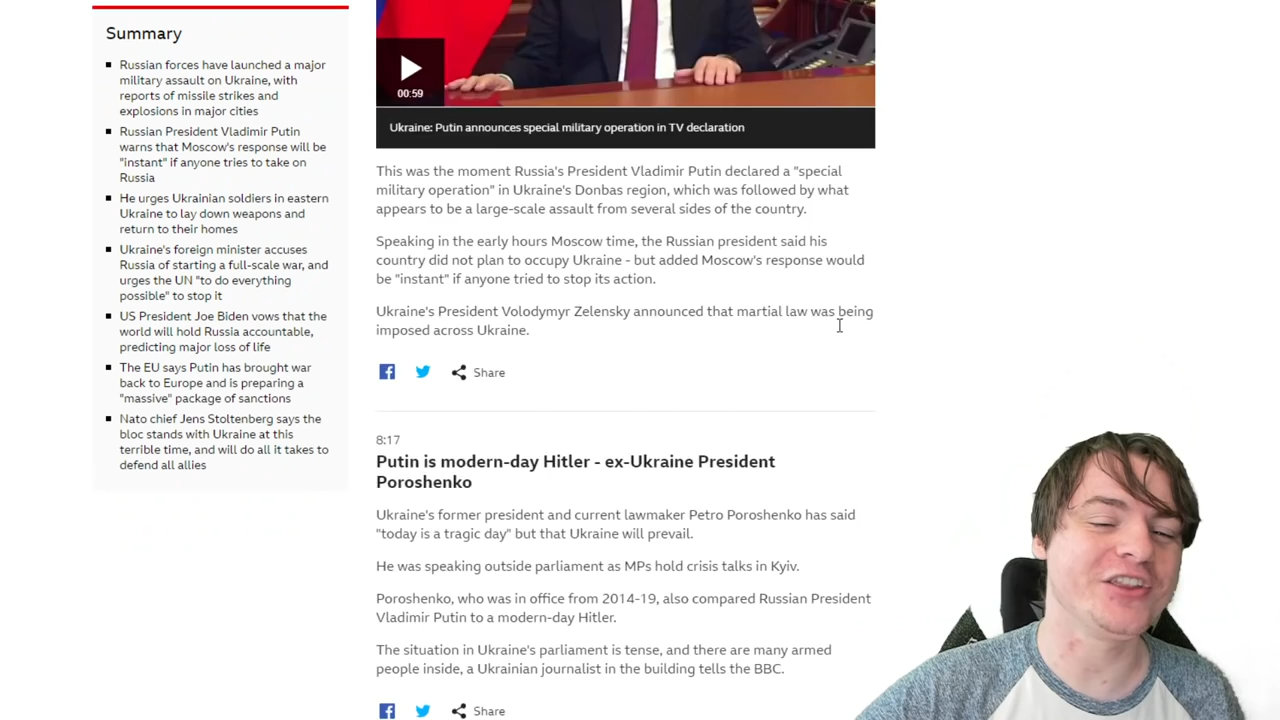 Summary
Russian forces have launched a major
military assault on Ukraine, with
reports of missile strikes and
explosions in major cities
Russian President Vladimir Putin
warns that Moscow's response will be
"instant" if anyone tries to take on
Russia
He urges Ukrainian soldiers in eastern
Ukraine to lay down weapons and
return to their homes
Ukraine's foreign minister accuses
Russia of starting a full-scale war, and
urges the UN "to do everything
possible" to stop it
US President Joe Biden vows that the
world will hold Russia accountable,
predicting major loss of life
The EU says Putin has brought war
back to Europe and is preparing a
"massive" package of sanctions
Nato chief Jens Stoltenberg says the
bloc stands with Ukraine at this
terrible time, and will do all it takes to
defend all allies
00:59
Ukraine: Putin announces special military operation in TV declaration
This was the moment Russia's President Vladimir Putin declared a "special
military operation" in Ukraine's Donbas region, which was followed by what
appears to be a large-scale assault from several sides of the country.
Speaking in the early hours Moscow time, the Russian president said his
country did not plan to occupy Ukraine - but added Moscow's response would
be "instant" if anyone tried to stop its action.
Ukraine's President Volodymyr Zelensky announced that martial law was being
imposed across Ukraine.
Share
8:17
Putin is modern-day Hitler - ex-Ukraine President
Poroshenko
Ukraine's former president and current lawmaker Petro Poroshenko has said
"today is a tragic day" but that Ukraine will prevail.
He was speaking outside parliament as MPs hold crisis talks in Kyiv.
Poroshenko, who was in office from 2014-19, also compared Russian President
Vladimir Putin to a modern-day Hitler.
The situation in Ukraine's parliament is tense, and there are many armed
people inside, a Ukrainian journalist in the building tells the BBC.
Share